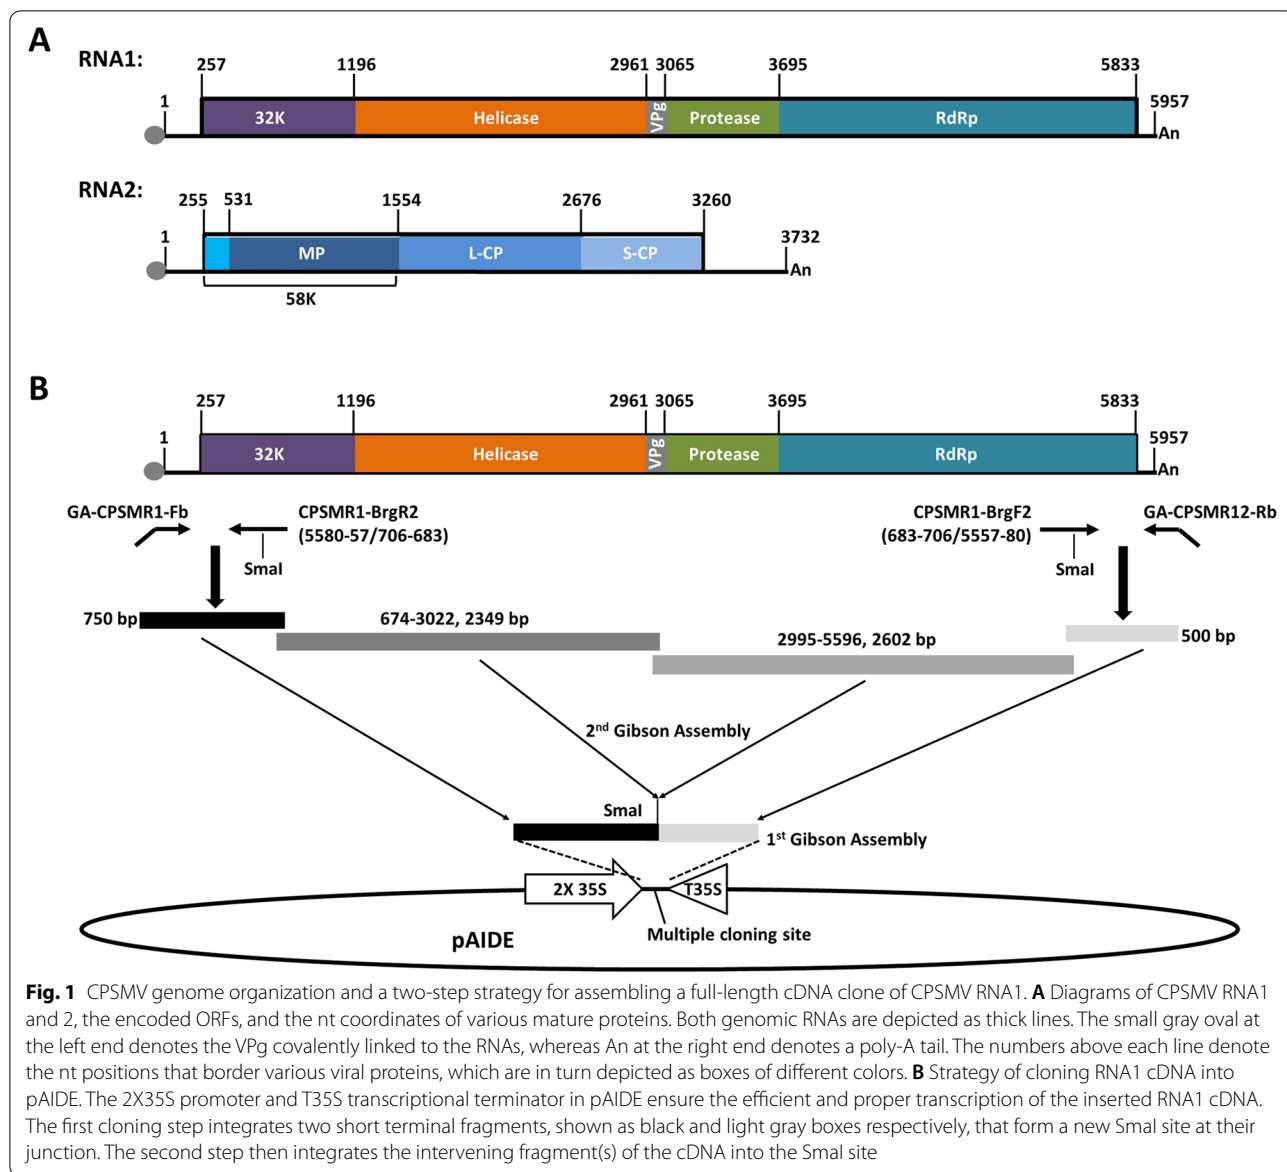 A
RNA1:
257 1196 2961 3065 3695 5833
1 5957
32K Helicase VPg Protease RdRp
An
RNA2:
255 531 1554 2676 3260
1 3732
MP L-CP S-CP
An
58K
B
257 1196 2961 3065 3695 5833
1 5957
32K Helicase VPg Protease RdRp
An
GA-CPSMR1-Fb CPSMR1-BrgR2 CPSMR1-BrgF2 GA-CPSMR12-Rb
(5580-57/706-683) (683-706/5557-80)
SmaI SmaI
750 bp 674-3022, 2349 bp 2995-5596, 2602 bp 500 bp
2nd Gibson Assembly
SmaI
1st Gibson Assembly
2X 35S T35S
Multiple cloning site
pAIDE
Fig. 1 CPSMV genome organization and a two-step strategy for assembling a full-length cDNA clone of CPSMV RNA1. A Diagrams of CPSMV RNA1
and 2, the encoded ORFs, and the nt coordinates of various mature proteins. Both genomic RNAs are depicted as thick lines. The small gray oval at
the left end denotes the VPg covalently linked to the RNAs, whereas An at the right end denotes a poly-A tail. The numbers above each line denote
the nt positions that border various viral proteins, which are in turn depicted as boxes of different colors. B Strategy of cloning RNA1 cDNA into
pAIDE. The 2X35S promoter and T35S transcriptional terminator in pAIDE ensure the efficient and proper transcription of the inserted RNA1 cDNA.
The first cloning step integrates two short terminal fragments, shown as black and light gray boxes respectively, that form a new SmaI site at their
junction. The second step then integrates the intervening fragment(s) of the cDNA into the SmaI site